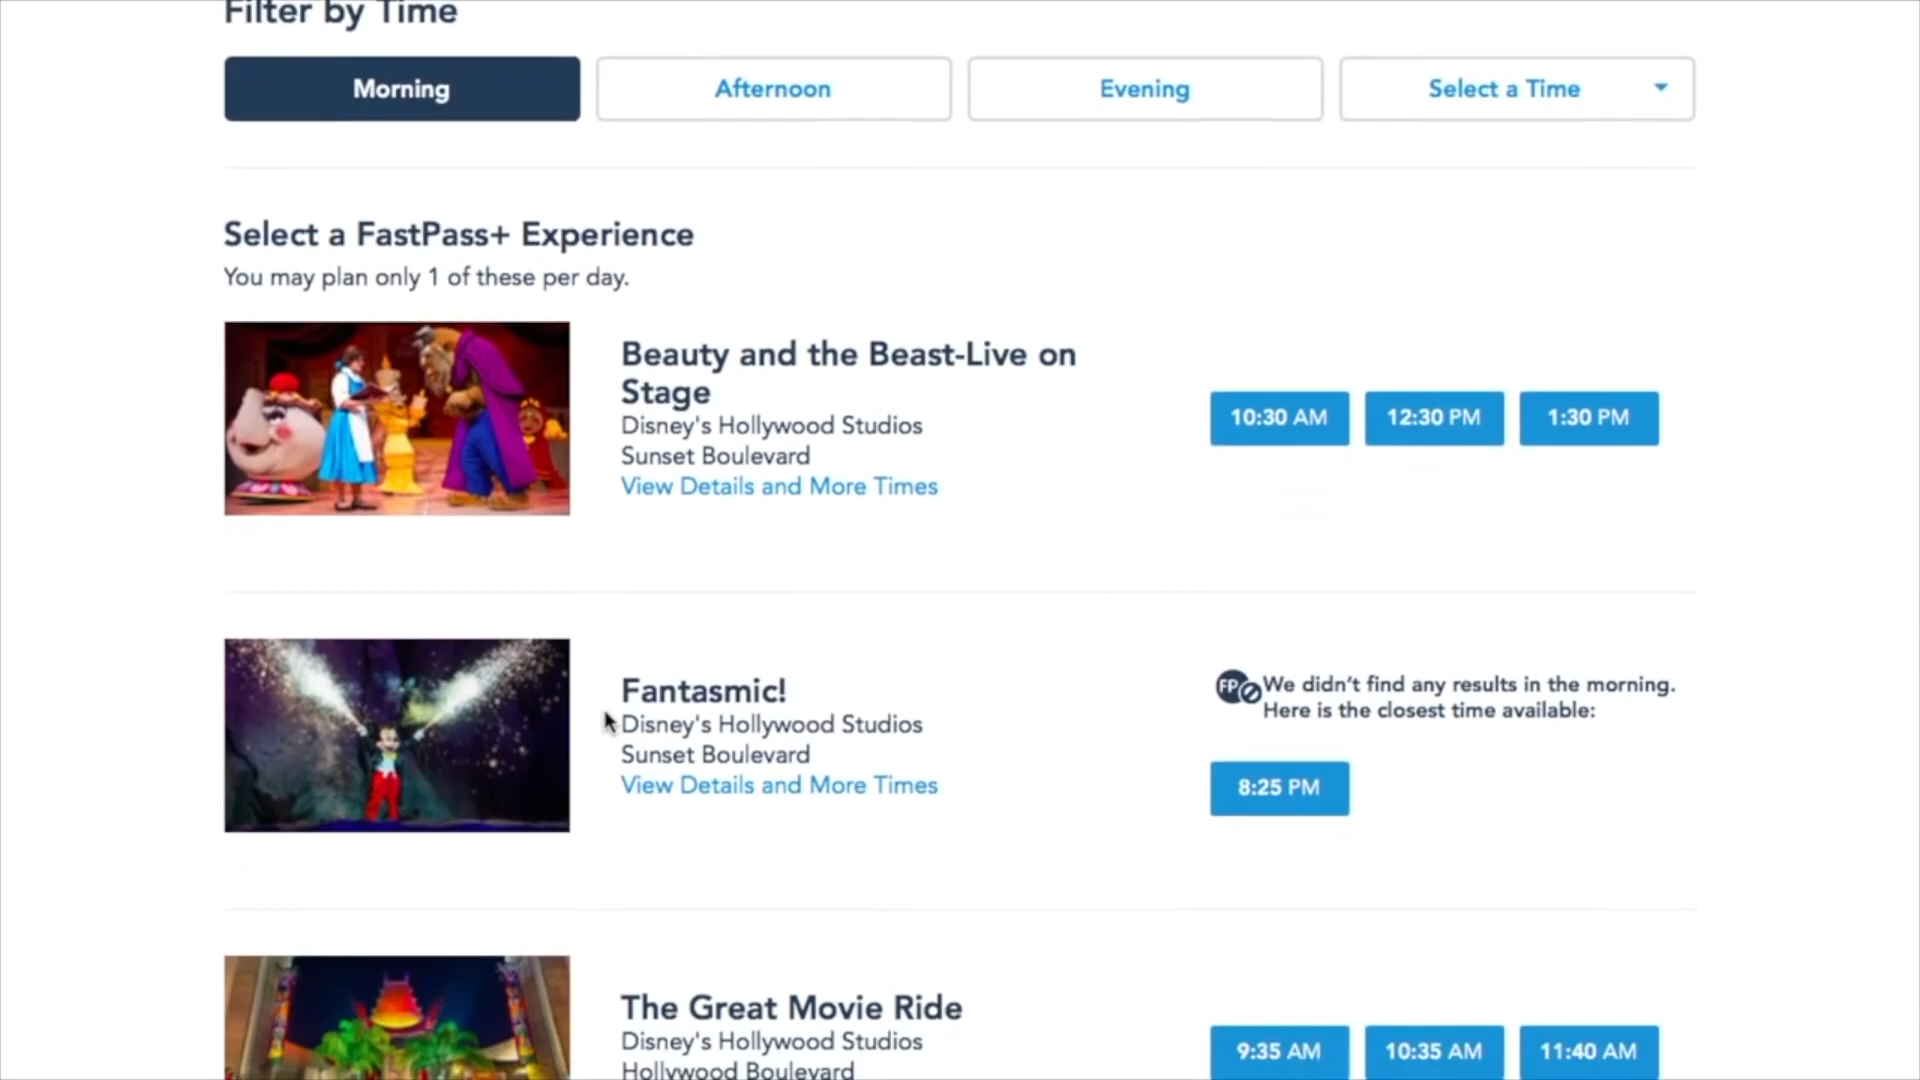 Filter by Time
Morning
Afternoon
Evening
Select a Time
Select a FastPass+ Experience
You may plan only 1 of these per day.
Beauty and the Beast-Live on
Stage
Disney's Hollywood Studios
Sunset Boulevard
View Details and More Times
10:30 AM
12:30 PM
1:30 PM
Fantasmic!
Disney's Hollywood Studios
Sunset Boulevard
View Details and More Times
FP
We didn't find any results in the morning.
Here is the closest time available:
8:25 PM
The Great Movie Ride
Disney's Hollywood Studios
Hollywood Boulevard
9:35 AM
10:35 AM
11:40 AM